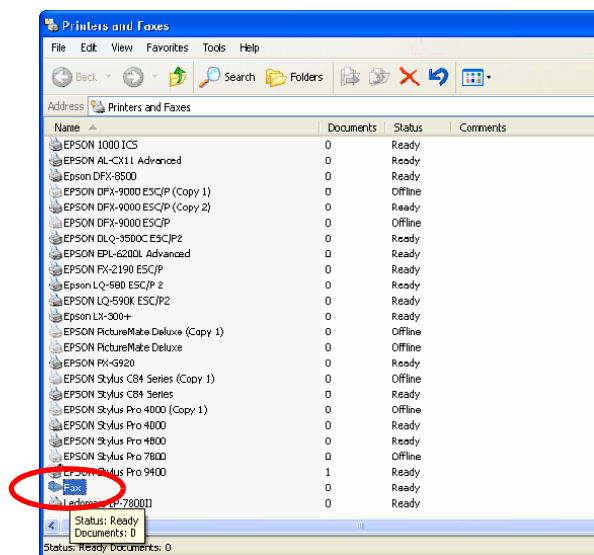 Printers and Faxes
File Edit View Favorites Tools Help
Back Search Folders
Address Printers and Faxes
Name Documents Status Comments
EPSON 1000 ICS 0 Ready
EPSON AL-CX11 Advanced 0 Ready
Epson DFX-8500 0 Ready
EPSON DFX-9000 ESC/P (Copy 1) 0 Offline
EPSON DFX-9000 ESC/P (Copy 2) 0 Ready
EPSON DFX-9000 ESC/P 0 Offline
EPSON DLQ-3500C ESC/P2 0 Ready
EPSON EPL-6200L Advanced 0 Ready
EPSON FX-2190 ESC/P 0 Ready
Epson LQ-580 ESC/P 2 0 Ready
EPSON LQ-590K ESC/P2 0 Ready
Epson LX-300+ 0 Ready
EPSON PictureMate Deluxe (Copy 1) 0 Offline
EPSON PictureMate Deluxe 0 Offline
EPSON PX-G920 0 Ready
EPSON Stylus C84 Series (Copy 1) 0 Offline
EPSON Stylus C84 Series 0 Ready
EPSON Stylus Pro 4000 (Copy 1) 0 Offline
EPSON Stylus Pro 4000 0 Ready
EPSON Stylus Pro 4800 0 Ready
EPSON Stylus Pro 7800 0 Offline
EPSON Stylus Pro 9400 1 Ready
Fax 0 Ready
LP-7800II 0 Ready
Status: Ready
Documents: 0
Status: Ready Documents: 0